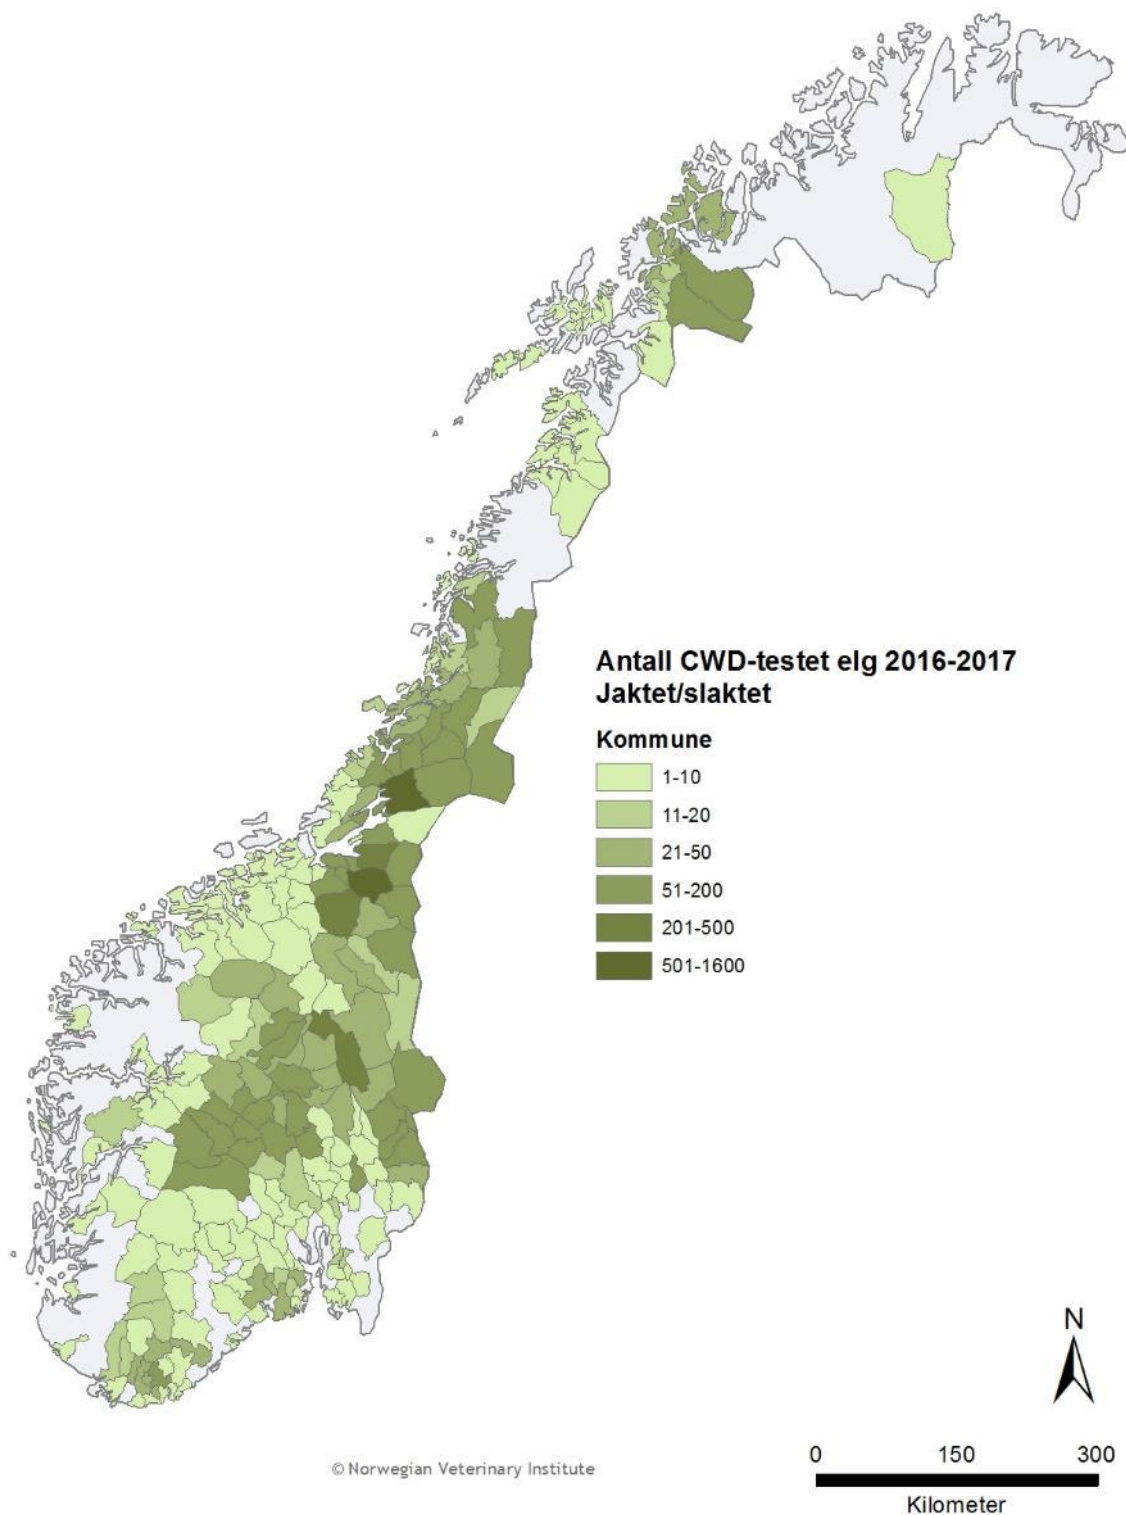 Antall CWD-testet elg 2016-2017
Jaktet/slaktet
Kommune
1-10
11-20
21-50
51-200
201-500
501-1600
N
© Norwegian Veterinary Institute
0 150 300
Kilometer